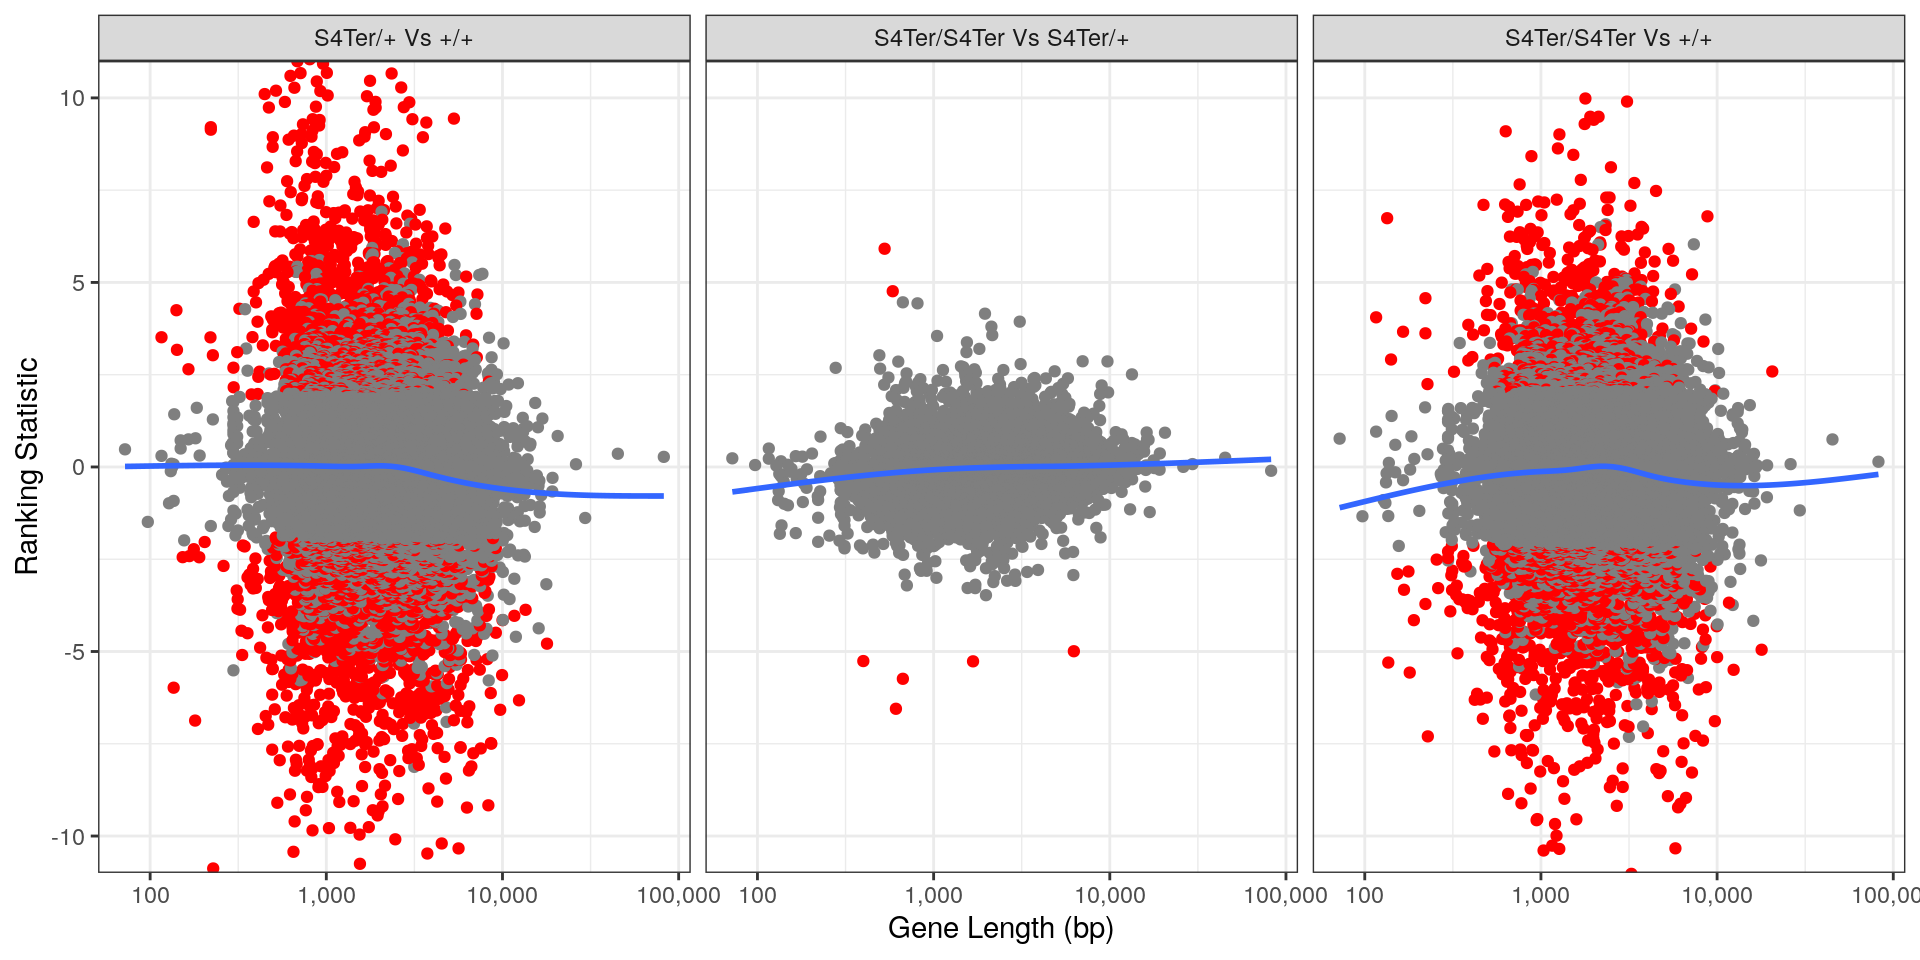 S4Ter/+ Vs +/+
S4Ter/S4Ter Vs S4Ter/+
S4Ter/S4Ter Vs +/+
Ranking Statistic
10
5
0
-5
-10
100 1,000 10,000 100,000
100 1,000 10,000 100,000
100 1,000 10,000 100,00
Gene Length (bp)